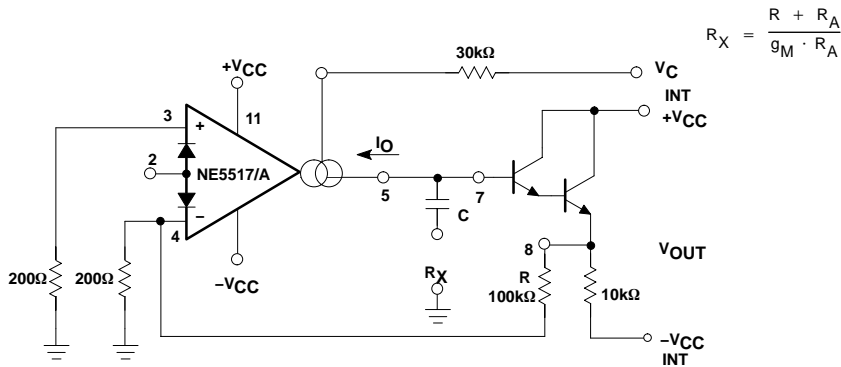 R + R_A
R_X = 
g_M · R_A
30kΩ
V_C
+V_CC
INT
+V_CC
3
+
11
I_O
2
NE5517/A
5
7
C
−
4
8
V_OUT
−V_CC
R_X
R
100kΩ
10kΩ
200Ω
200Ω
−V_CC
INT